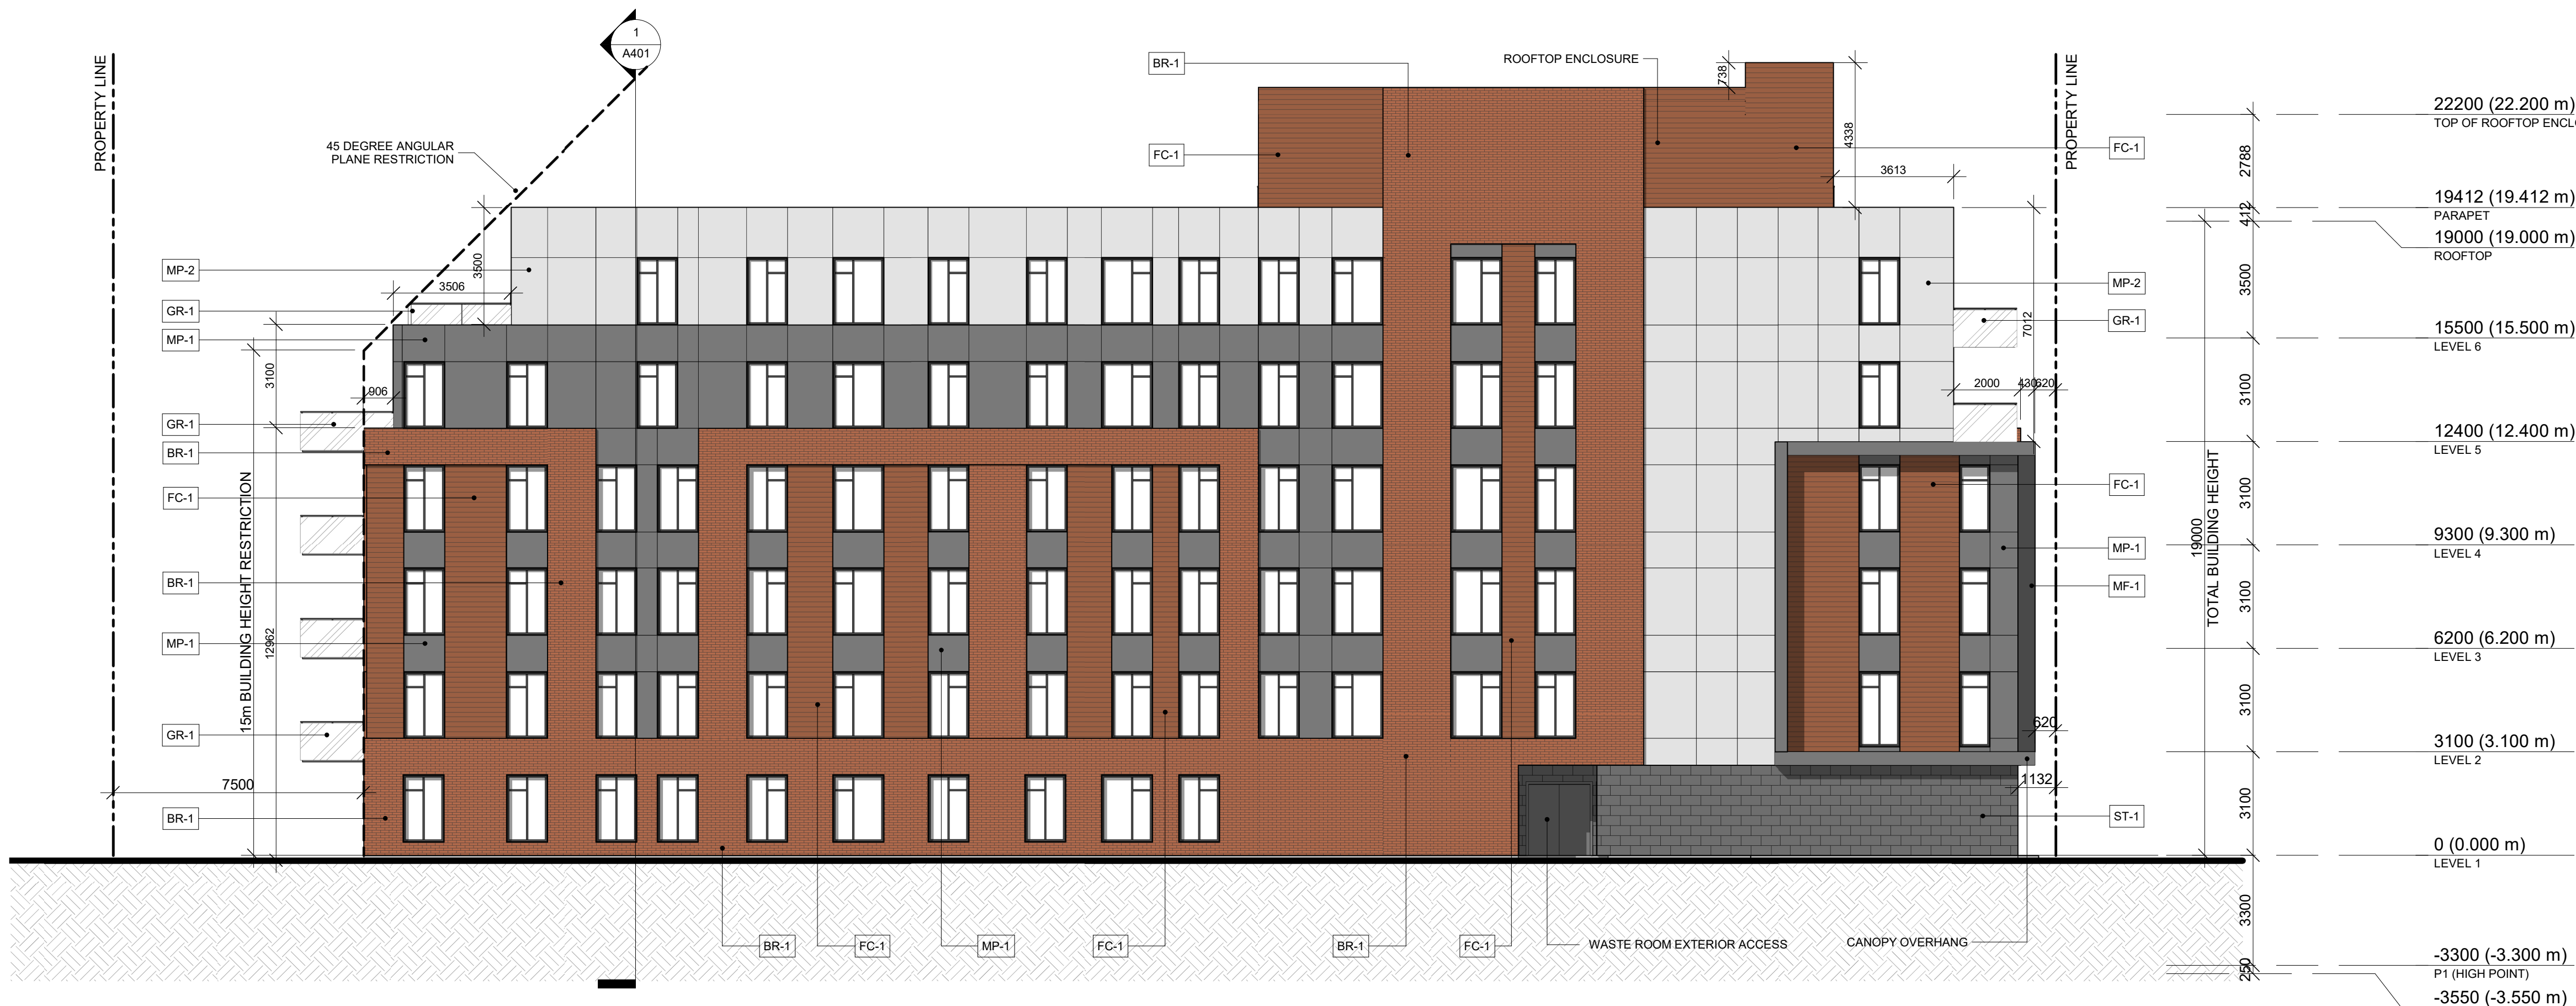 1
A401
PROPERTY LINE
45 DEGREE ANGULAR
PLANE RESTRICTION
BR-1
ROOFTOP ENCLOSURE
738
4338
PROPERTY LINE
FC-1
FC-1
3613
MP-2
3500
3506
GR-1
MP-1
3100
906
GR-1
BR-1
FC-1
15m BUILDING HEIGHT RESTRICTION
12962
BR-1
MP-1
GR-1
7500
BR-1
MP-2
GR-1
7012
2000
430
620
FC-1
MP-1
MF-1
620
1132
ST-1
19000
TOTAL BUILDING HEIGHT
BR-1
FC-1
MP-1
FC-1
BR-1
FC-1
WASTE ROOM EXTERIOR ACCESS
CANOPY OVERHANG
2788
412
3500
3100
3100
3100
3100
3100
3300
250
22200 (22.200 m)
TOP OF ROOFTOP ENCL
19412 (19.412 m)
PARAPET
19000 (19.000 m)
ROOFTOP
15500 (15.500 m)
LEVEL 6
12400 (12.400 m)
LEVEL 5
9300 (9.300 m)
LEVEL 4
6200 (6.200 m)
LEVEL 3
3100 (3.100 m)
LEVEL 2
0 (0.000 m)
LEVEL 1
-3300 (-3.300 m)
P1 (HIGH POINT)
-3550 (-3.550 m)